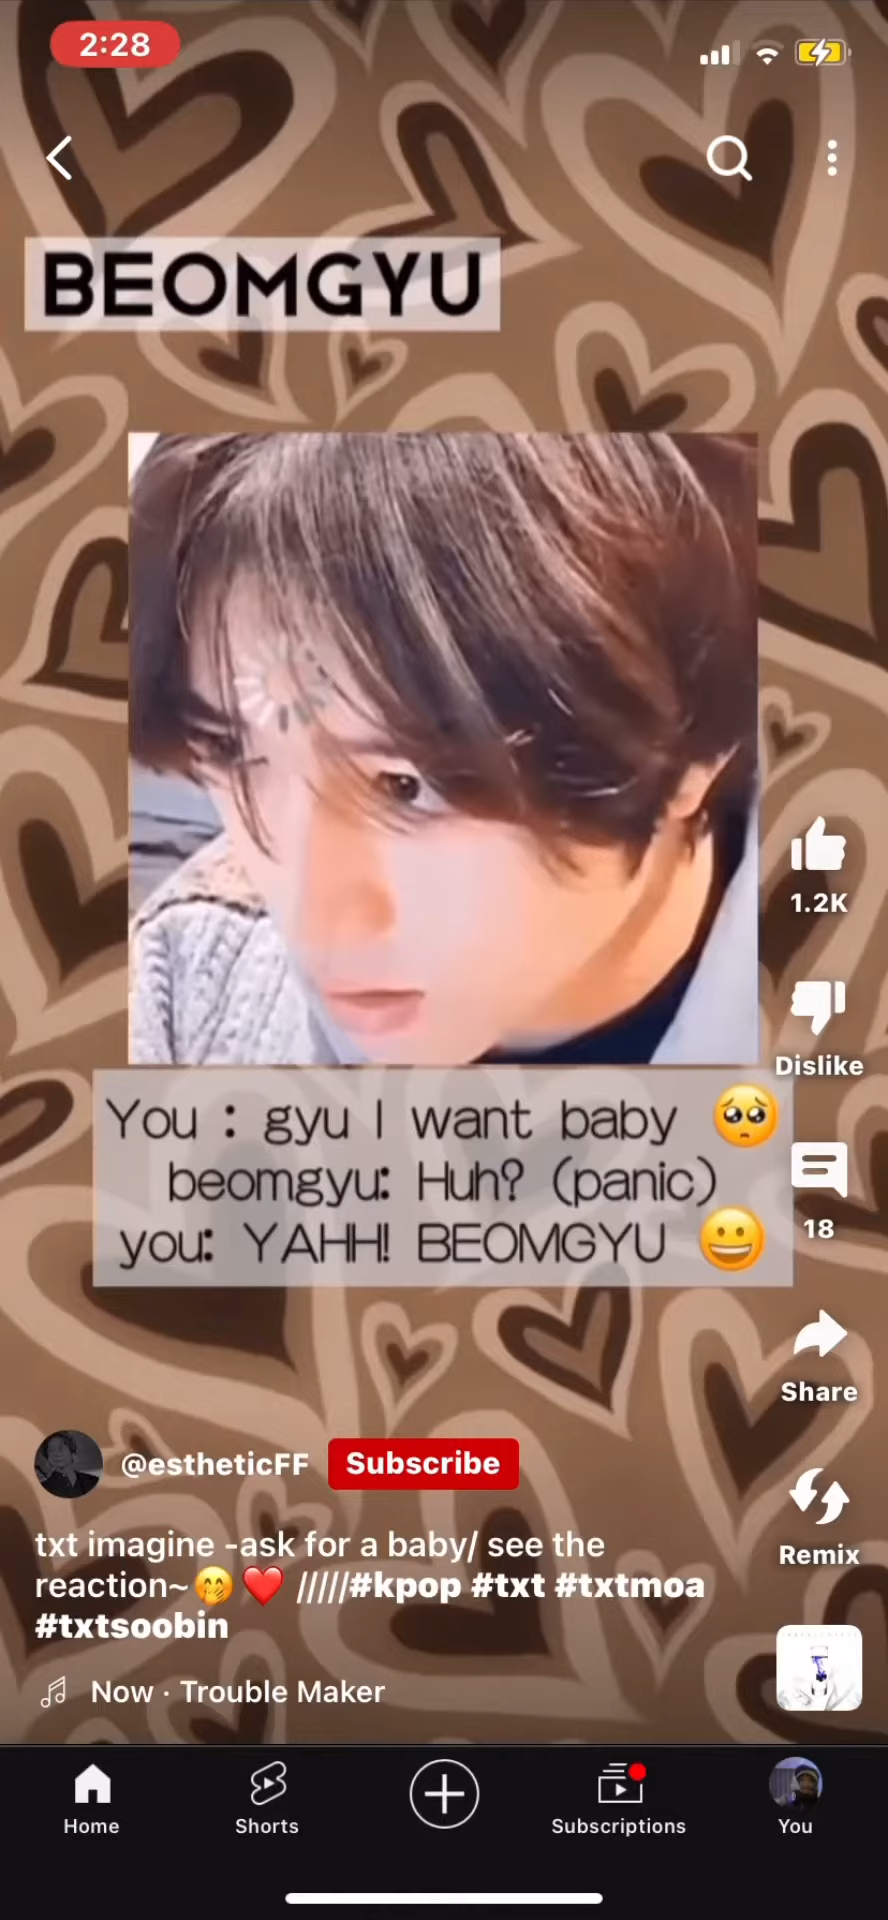 2:28
BEOMGYU
You : gyu I want baby 🥺
beomgyu: Huh? (panic)
you: YAHH! BEOMGYU 😀
1.2K
Dislike
18
Share
Remix
@estheticFF Subscribe
txt imagine -ask for a baby/ see the
reaction~🤭❤️ /////#kpop #txt #txtmoa
#txtsoobin
Now · Trouble Maker
Home Shorts Subscriptions You